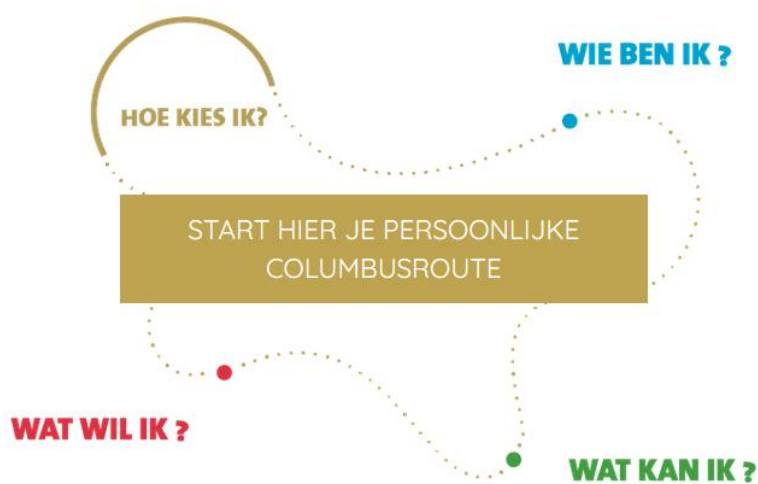 WIE BEN IK ?
HOE KIES IK?
START HIER JE PERSOONLIJKE
COLUMBUSROUTE
WAT WIL IK ?
WAT KAN IK ?